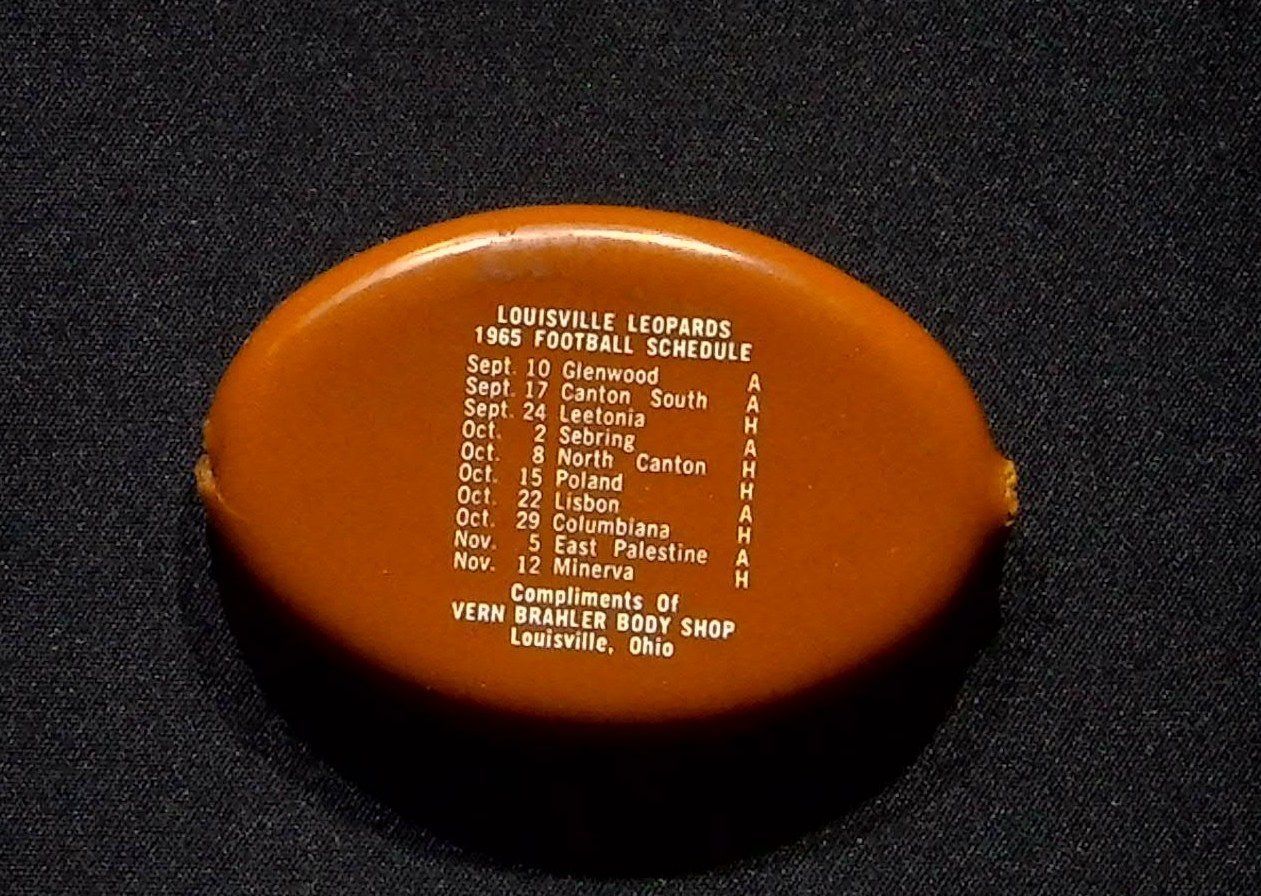 LOUISVILLE LEOPARDS
1965 FOOTBALL SCHEDULE
Sept. 10 Glenwood A
Sept. 17 Canton South A
Sept. 24 Leetonia H
Oct. 2 Sebring A
Oct. 8 North Canton H
Oct. 15 Poland H
Oct. 22 Lisbon A
Oct. 29 Columbiana H
Nov. 5 East Palestine A
Nov. 12 Minerva H
Compliments Of
VERN BRAHLER BODY SHOP
Louisville, Ohio